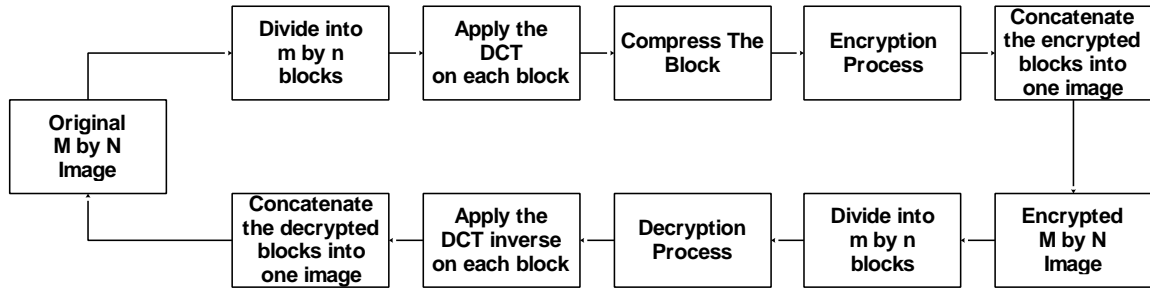 Original
M by N
Image
Divide into
m by n
blocks
Apply the
DCT
on each block
Compress The
Block
Encryption
Process
Concatenate
the encrypted
blocks into
one image
Encrypted
M by N
Image
Divide into
m by n
blocks
Decryption
Process
Apply the
DCT inverse
on each block
Concatenate
the decrypted
blocks into
one image